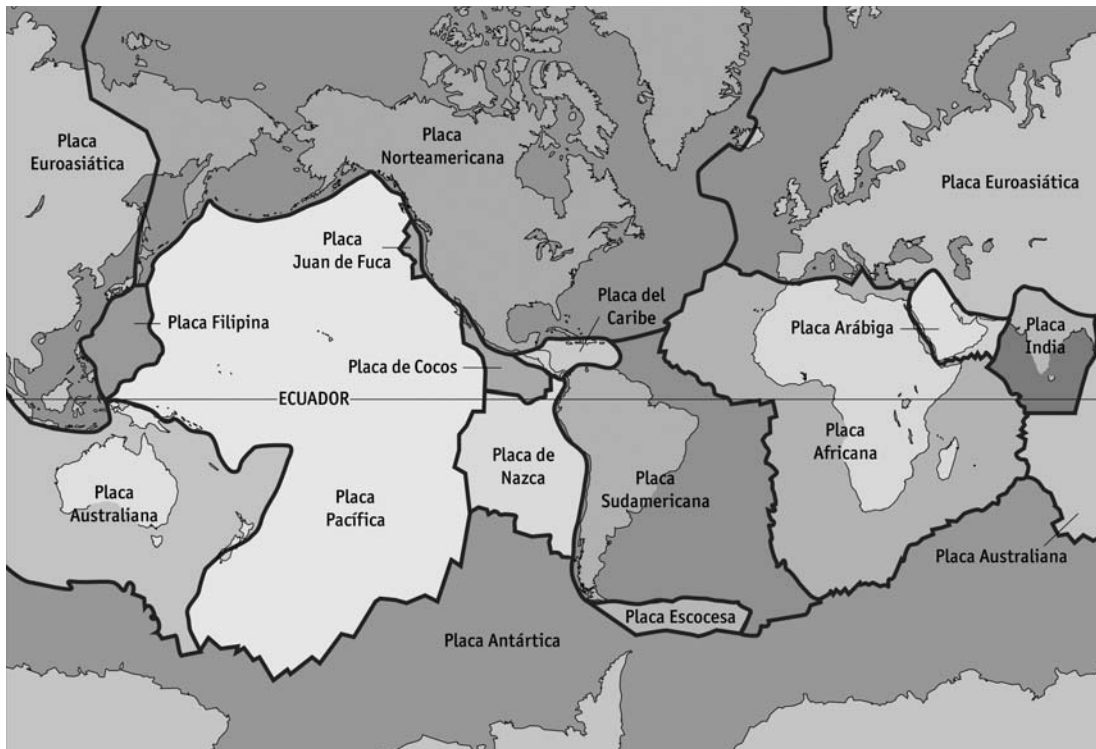 Placa
Euroasiática
Placa
Norteamericana
Placa Euroasiática
Placa
Juan de Fuca
Placa del
Caribe
Placa Filipina
Placa Arábiga
Placa
India
Placa de Cocos
ECUADOR
Placa
Africana
Placa de
Nazca
Placa
Sudamericana
Placa
Australiana
Placa
Pacífica
Placa Australiana
Placa Escocesa
Placa Antártica